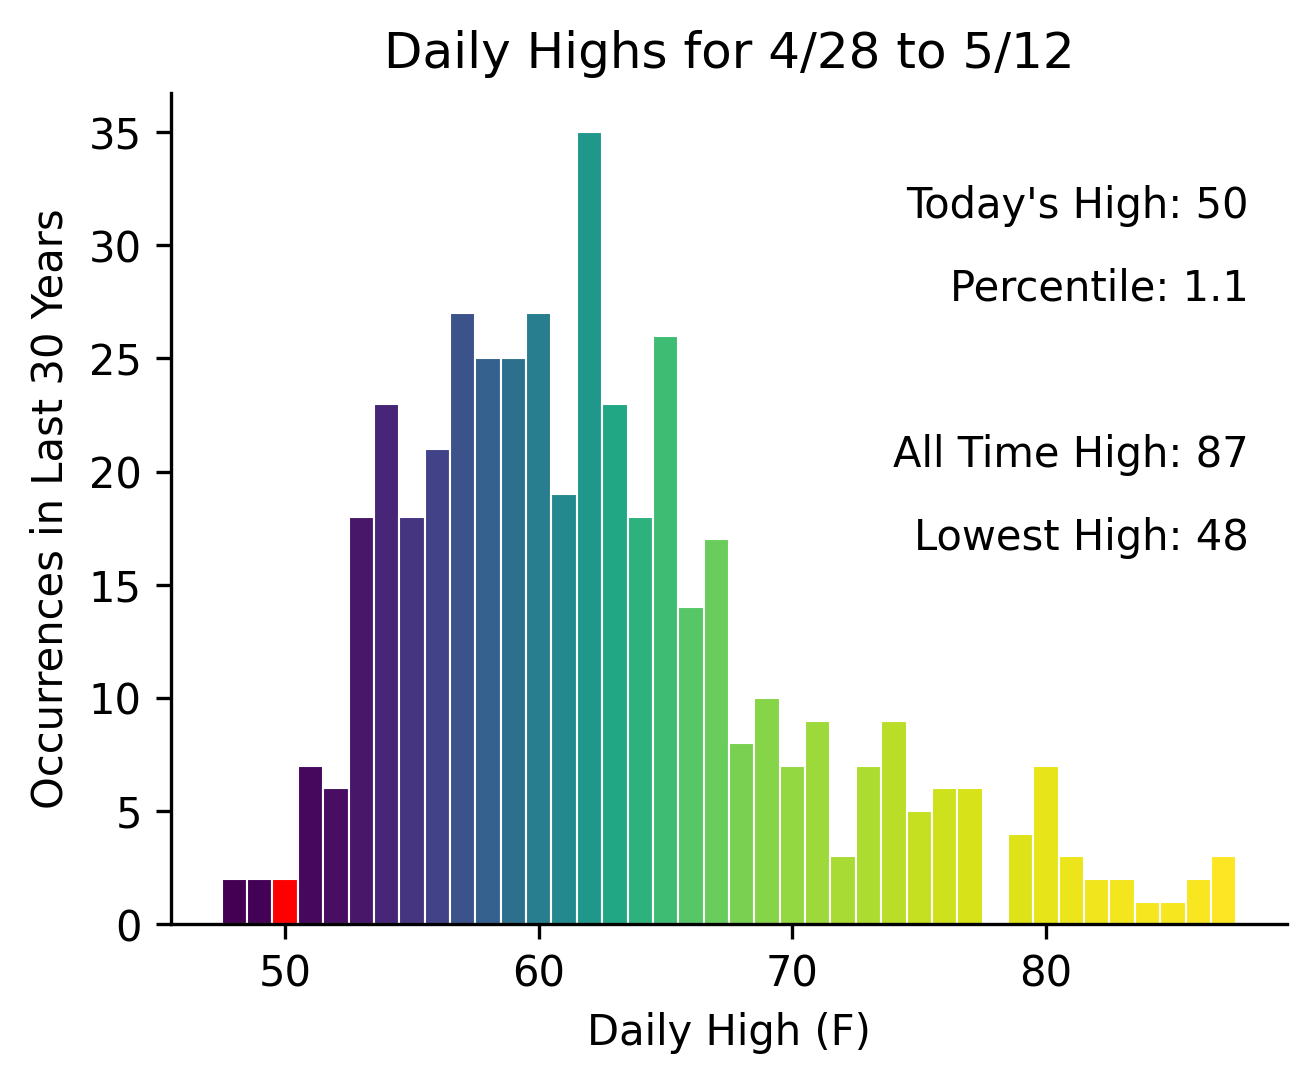 Daily Highs for 4/28 to 5/12
Occurrences in Last 30 Years
35
30
25
20
15
10
5
0
Today's High: 50
Percentile: 1.1
All Time High: 87
Lowest High: 48
50 60 70 80
Daily High (F)